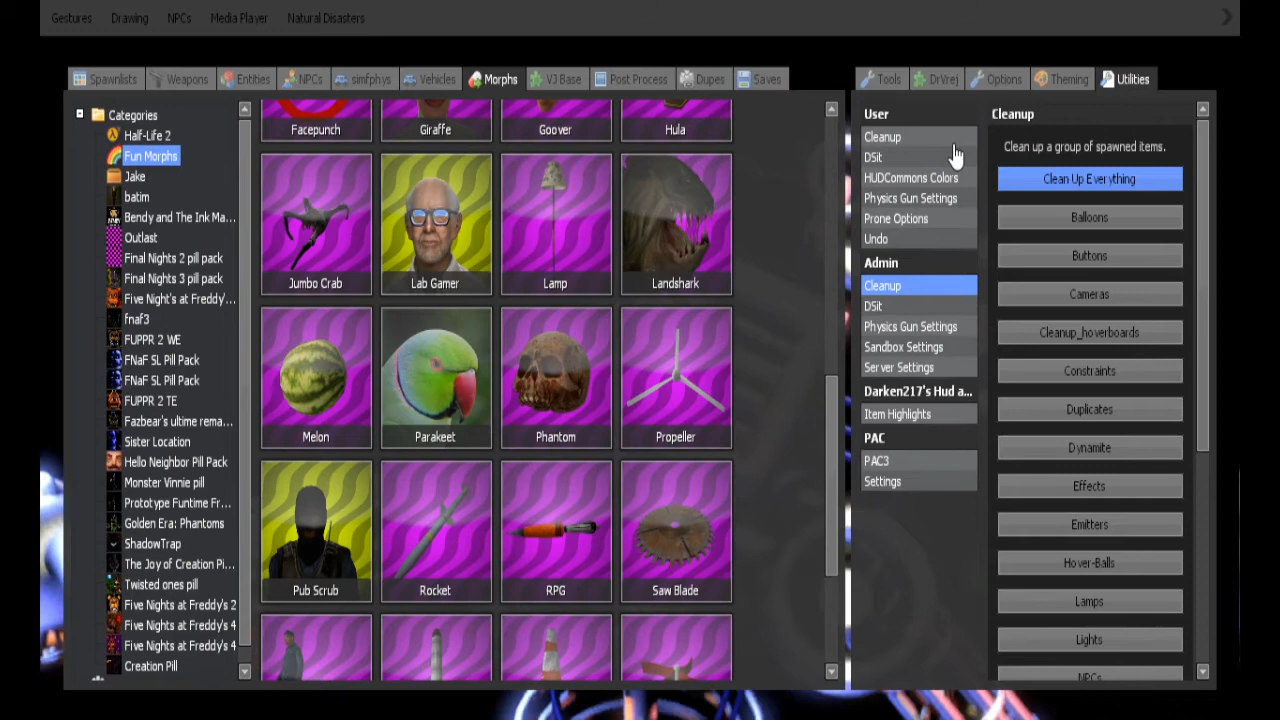 Gestures Drawing NPCs Media Player Natural Disasters
Spawnlists Weapons Entities NPCs simfphys Vehicles Morphs VJ Base Post Process Dupes Saves
Categories
Half-Life 2
Fun Morphs
Jake
batim
Bendy and The Ink Ma...
Outlast
Final Nights 2 pill pack
Final Nights 3 pill pack
Five Night's at Freddy'...
fnaf3
FUPPR 2 WE
FNaF SL Pill Pack
FNaF SL Pill Pack
FUPPR 2 TE
Fazbear's ultime rema...
Sister Location
Hello Neighbor Pill Pack
Monster Vinnie pill
Prototype Funtime Fr...
Golden Era: Phantoms
ShadowTrap
The Joy of Creation Pi...
Twisted ones pill
Five Nights at Freddy's 2
Five Nights at Freddy's 4
Five Nights at Freddy's 4
Creation Pill
Facepunch Giraffe Goover Hula
Jumbo Crab Lab Gamer Lamp Landshark
Melon Parakeet Phantom Propeller
Pub Scrub Rocket RPG Saw Blade
Tools DrVrej Options Theming Utilities
User
Cleanup
DSit
HUDCommons Colors
Physics Gun Settings
Prone Options
Undo
Admin
Cleanup
DSit
Physics Gun Settings
Sandbox Settings
Server Settings
Darken217's Hud a...
Item Highlights
PAC
PAC3
Settings
Cleanup
Clean up a group of spawned items.
Clean Up Everything
Balloons
Buttons
Cameras
Cleanup_hoverboards
Constraints
Duplicates
Dynamite
Effects
Emitters
Hover-Balls
Lamps
Lights
NPCs